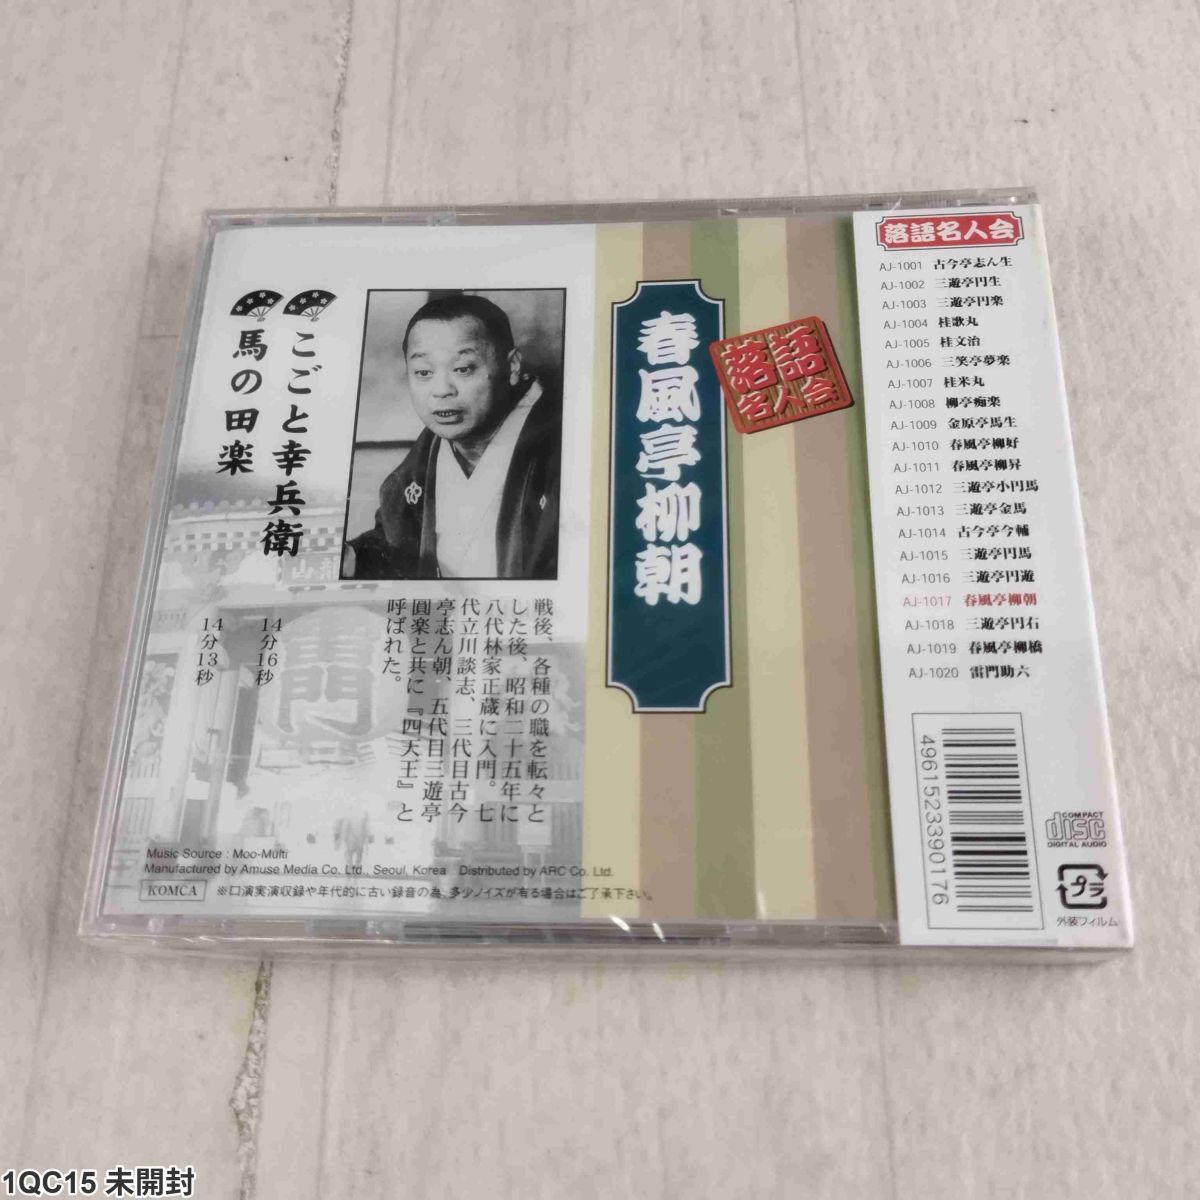 こごと幸兵衛
14分16秒
馬の田楽
14分13秒
戦後、各種の職を転々と
した後、昭和二十五年に
八代林家正蔵に入門。七
代立川談志、三代目古今
亭志ん朝、五代目三遊亭
圓楽と共に『四天王』と
呼ばれた。
春風亭柳朝
落語
名人会
Music Source : Moo-Multi
Manufactured by Amuse Media Co. Ltd., Seoul, Korea Distributed by ARC Co. Ltd.
KOMCA ※口演実演収録や年代的に古い録音の為、多少ノイズが有る場合はご了承下さい。
落語名人会
AJ-1001 古今亭志ん生
AJ-1002 三遊亭円生
AJ-1003 三遊亭円楽
AJ-1004 桂歌丸
AJ-1005 桂文治
AJ-1006 三笑亭夢楽
AJ-1007 桂米丸
AJ-1008 柳亭痴楽
AJ-1009 金原亭馬生
AJ-1010 春風亭柳好
AJ-1011 春風亭柳昇
AJ-1012 三遊亭小円馬
AJ-1013 三遊亭金馬
AJ-1014 古今亭今輔
AJ-1015 三遊亭円馬
AJ-1016 三遊亭円遊
AJ-1017 春風亭柳朝
AJ-1018 三遊亭円右
AJ-1019 春風亭柳橋
AJ-1020 雷門助六
4961523390176
COMPACT
disc
DIGITAL AUDIO
プラ
外装フィルム
1QC15 未開封